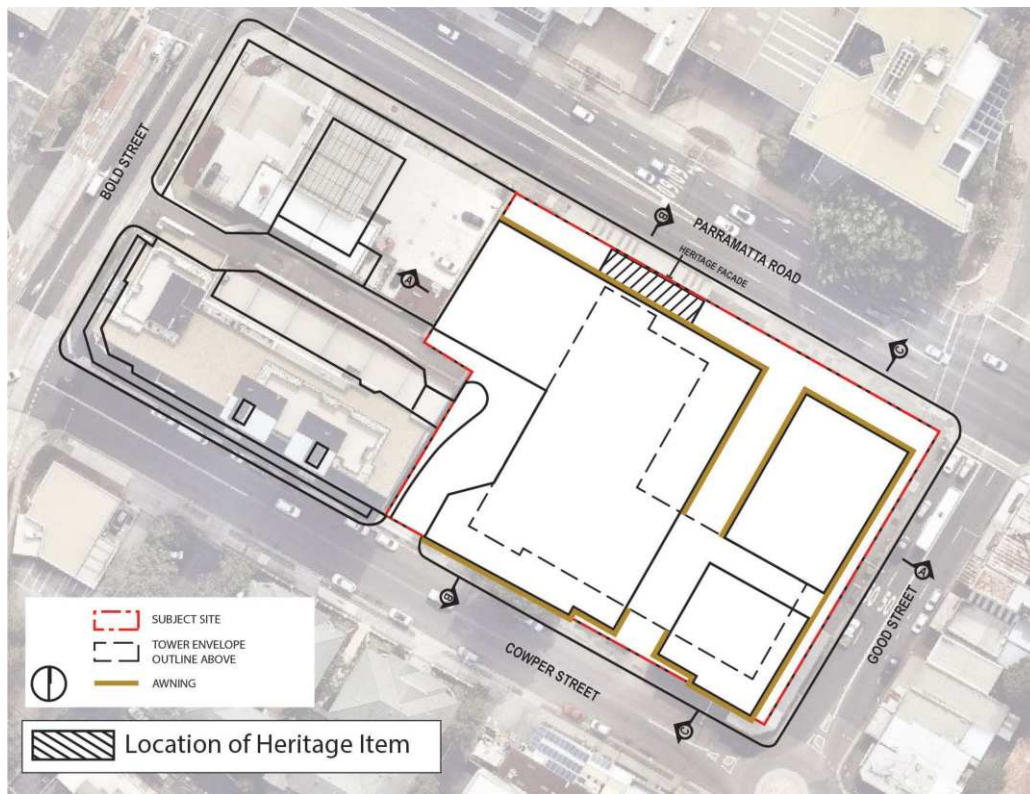 BOLD STREET
B
PARRAMATTA ROAD
HERITAGE FACADE
A
C
A
GOOD STREET
B
COWPER STREET
C
SUBJECT SITE
TOWER ENVELOPE
OUTLINE ABOVE
AWNING
Location of Heritage Item